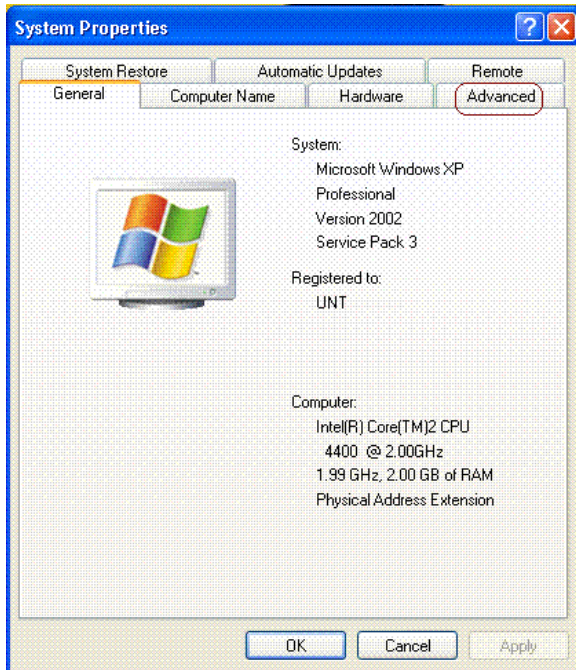 System Properties
System Restore Automatic Updates Remote
General Computer Name Hardware Advanced
System:
Microsoft Windows XP
Professional
Version 2002
Service Pack 3
Registered to:
UNT
Computer:
Intel(R) Core(TM)2 CPU
4400 @ 2.00GHz
1.99 GHz, 2.00 GB of RAM
Physical Address Extension
OK Cancel Apply